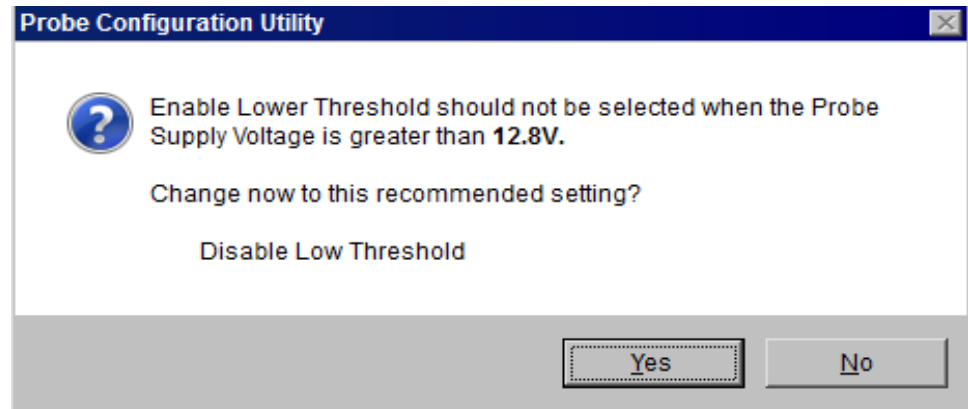 Probe Configuration Utility
Enable Lower Threshold should not be selected when the Probe
Supply Voltage is greater than 12.8V.
Change now to this recommended setting?
Disable Low Threshold
Yes
No